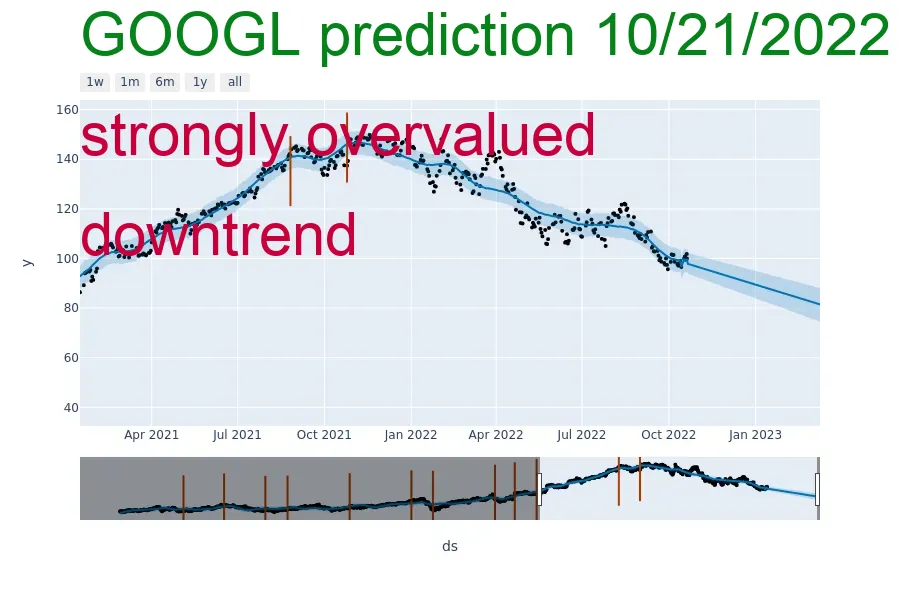 GOOGL prediction 10/21/2022
1w 1m 6m 1y all
strongly overvalued
downtrend
160
140
120
100
80
60
40
y
Apr 2021 Jul 2021 Oct 2021 Jan 2022 Apr 2022 Jul 2022 Oct 2022 Jan 2023
ds